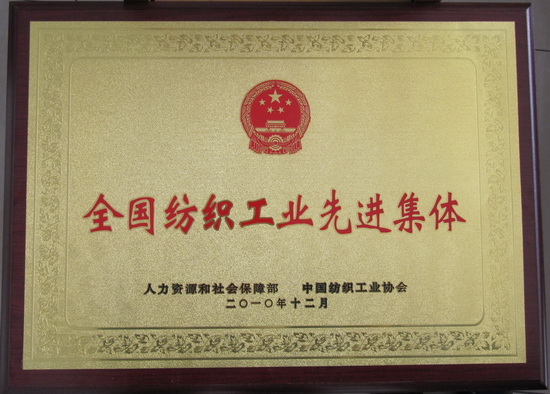 全国纺织工业先进集体
人力资源和社会保障部 中国纺织工业协会
二〇一〇年十二月